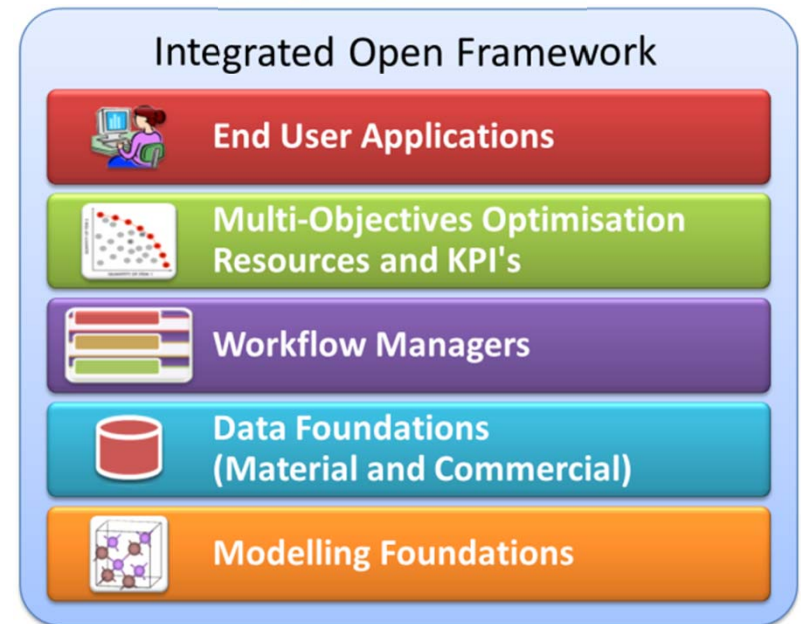 Integrated Open Framework
End User Applications
Multi-Objectives Optimisation
Resources and KPI's
Workflow Managers
Data Foundations
(Material and Commercial)
Modelling Foundations